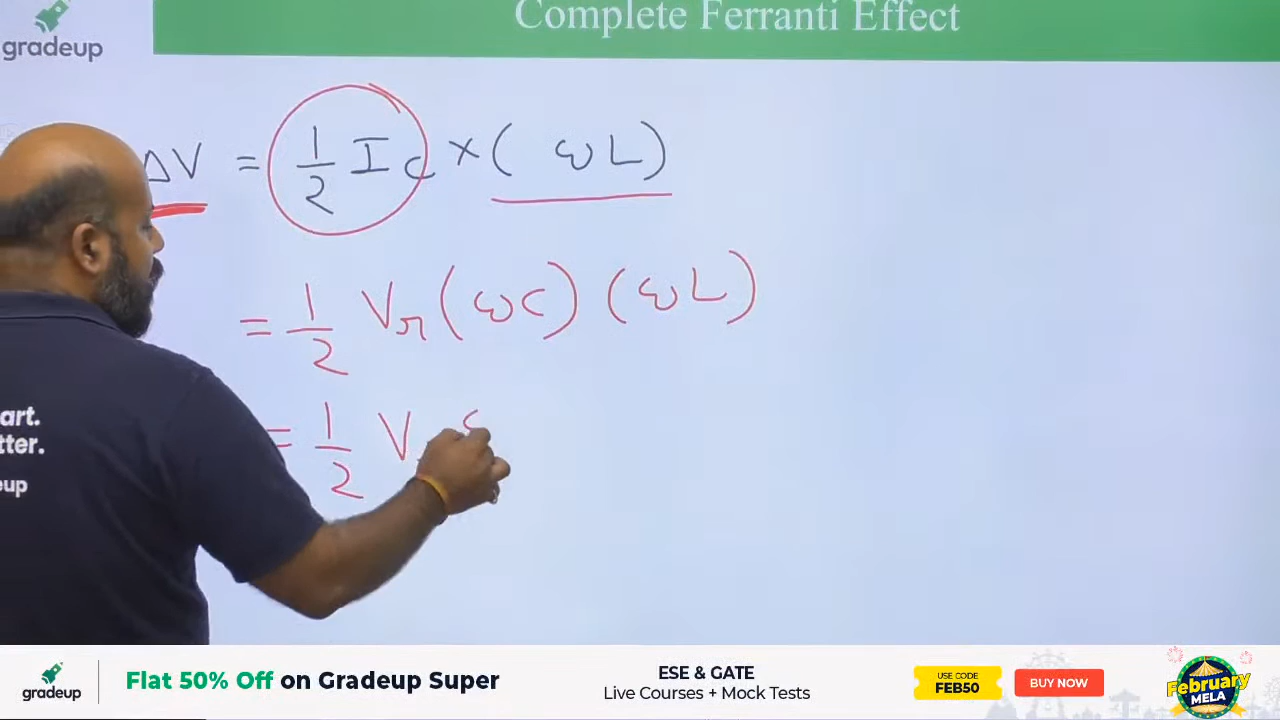 Complete Ferranti Effect
gradeup
ΔV = 1/2 Ic × ( ωL)
= 1/2 Vr (ωc) (ωL)
= 1/2 V
art.
tter.
eup
gradeup
Flat 50% Off on Gradeup Super
ESE & GATE
Live Courses + Mock Tests
USE CODE
FEB50
BUY NOW
February
MELA